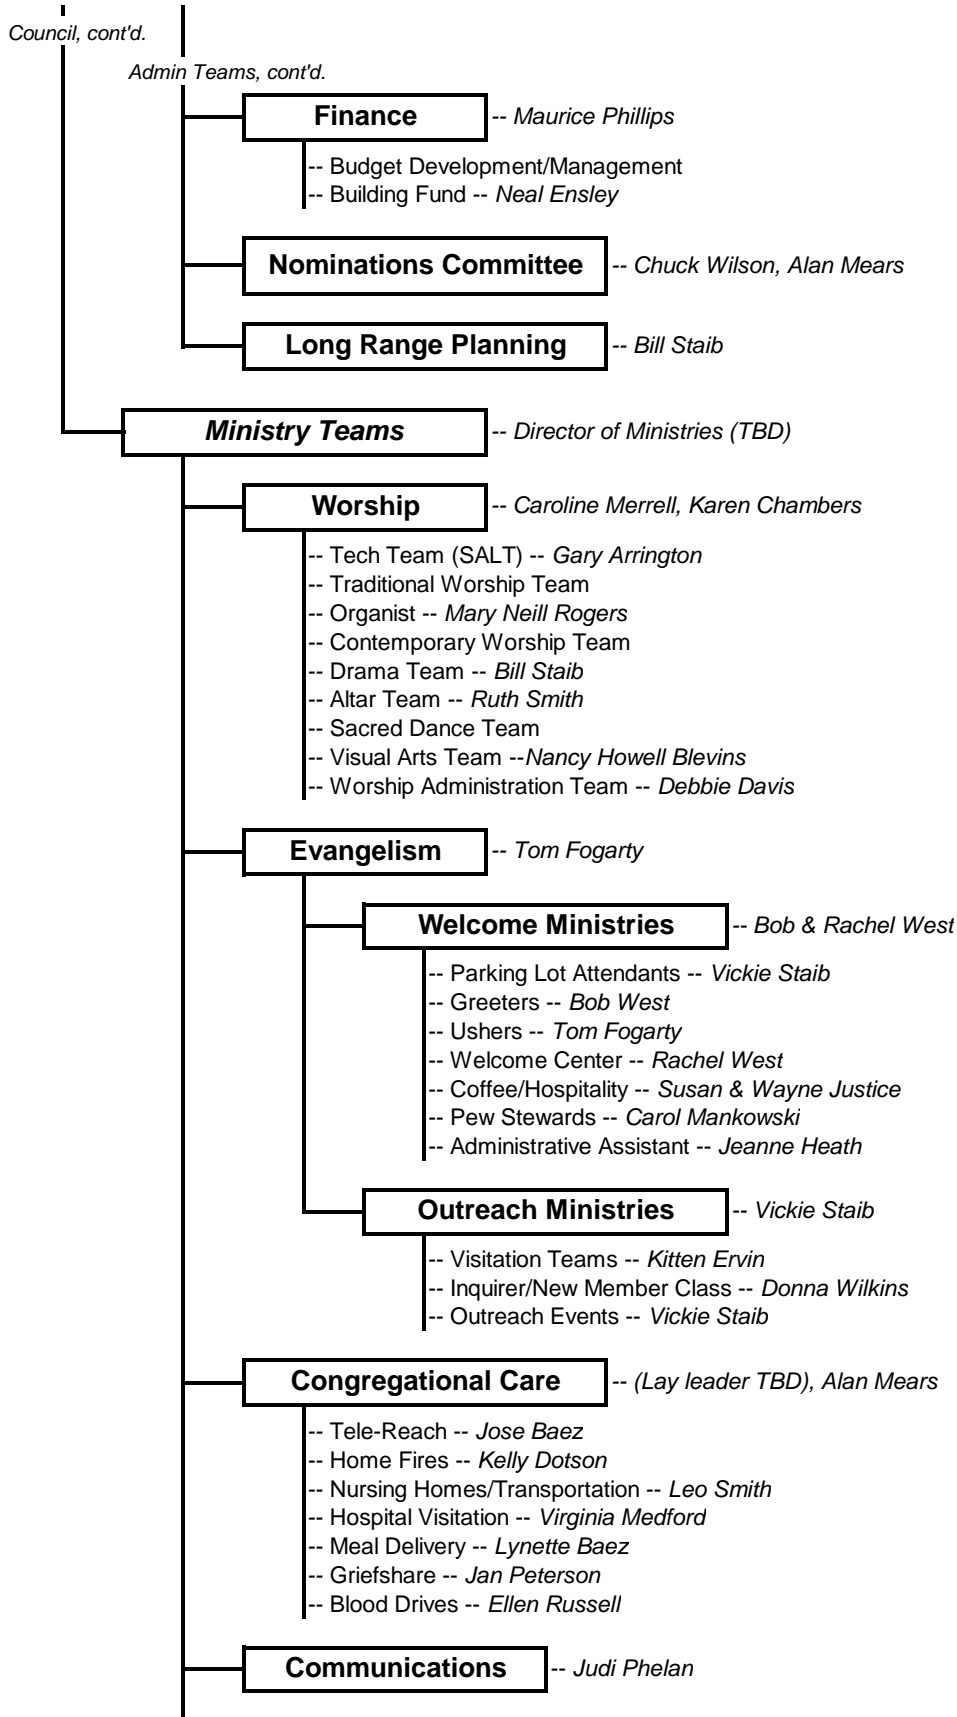 Council, cont'd.
Admin Teams, cont'd.
Finance -- Maurice Phillips
-- Budget Development/Management
-- Building Fund -- Neal Ensley
Nominations Committee -- Chuck Wilson, Alan Mears
Long Range Planning -- Bill Staib
Ministry Teams -- Director of Ministries (TBD)
Worship -- Caroline Merrell, Karen Chambers
-- Tech Team (SALT) -- Gary Arrington
-- Traditional Worship Team
-- Organist -- Mary Neill Rogers
-- Contemporary Worship Team
-- Drama Team -- Bill Staib
-- Altar Team -- Ruth Smith
-- Sacred Dance Team
-- Visual Arts Team --Nancy Howell Blevins
-- Worship Administration Team -- Debbie Davis
Evangelism -- Tom Fogarty
Welcome Ministries -- Bob & Rachel West
-- Parking Lot Attendants -- Vickie Staib
-- Greeters -- Bob West
-- Ushers -- Tom Fogarty
-- Welcome Center -- Rachel West
-- Coffee/Hospitality -- Susan & Wayne Justice
-- Pew Stewards -- Carol Mankowski
-- Administrative Assistant -- Jeanne Heath
Outreach Ministries -- Vickie Staib
-- Visitation Teams -- Kitten Ervin
-- Inquirer/New Member Class -- Donna Wilkins
-- Outreach Events -- Vickie Staib
Congregational Care -- (Lay leader TBD), Alan Mears
-- Tele-Reach -- Jose Baez
-- Home Fires -- Kelly Dotson
-- Nursing Homes/Transportation -- Leo Smith
-- Hospital Visitation -- Virginia Medford
-- Meal Delivery -- Lynette Baez
-- Griefshare -- Jan Peterson
-- Blood Drives -- Ellen Russell
Communications -- Judi Phelan